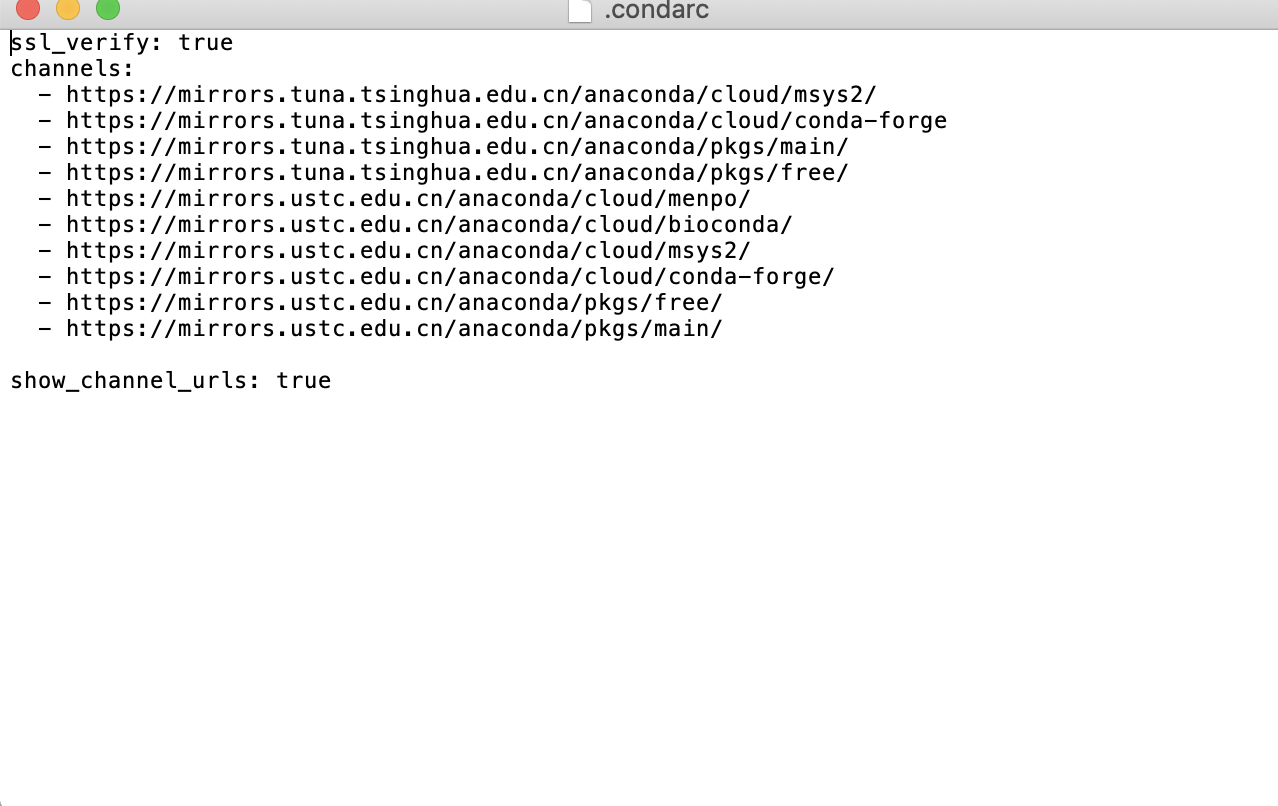 .condarc
ssl_verify: true
channels:
  - https://mirrors.tuna.tsinghua.edu.cn/anaconda/cloud/msys2/
  - https://mirrors.tuna.tsinghua.edu.cn/anaconda/cloud/conda-forge
  - https://mirrors.tuna.tsinghua.edu.cn/anaconda/pkgs/main/
  - https://mirrors.tuna.tsinghua.edu.cn/anaconda/pkgs/free/
  - https://mirrors.ustc.edu.cn/anaconda/cloud/menpo/
  - https://mirrors.ustc.edu.cn/anaconda/cloud/bioconda/
  - https://mirrors.ustc.edu.cn/anaconda/cloud/msys2/
  - https://mirrors.ustc.edu.cn/anaconda/cloud/conda-forge/
  - https://mirrors.ustc.edu.cn/anaconda/pkgs/free/
  - https://mirrors.ustc.edu.cn/anaconda/pkgs/main/
show_channel_urls: true